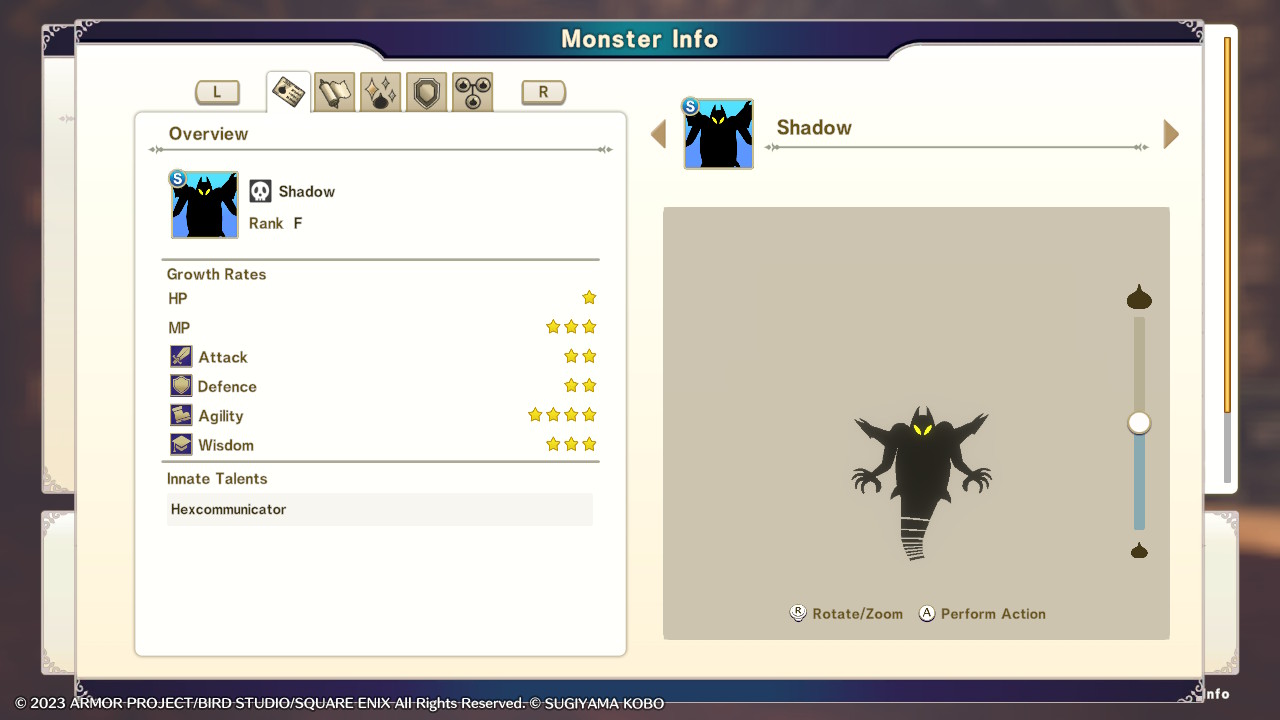 Monster Info
L
R
Overview
S
Shadow
Rank F
Growth Rates
HP
MP
Attack
Defence
Agility
Wisdom
Innate Talents
Hexcommunicator
S
Shadow
R Rotate/Zoom A Perform Action
Info
© 2023 ARMOR PROJECT/BIRD STUDIO/SQUARE ENIX All Rights Reserved. © SUGIYAMA KOBO